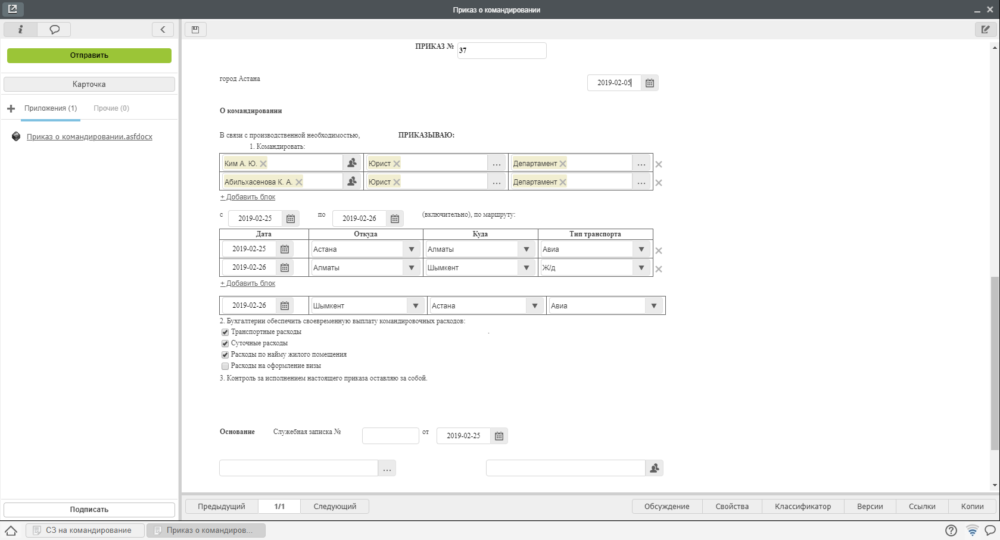 Приказ о командировании
Отправить
Карточка
Приложения (1) Прочие (0)
Приказ о командировании.asfdocx
Подписать
ПРИКАЗ № 37
город Астана 2019-02-05
О командировании
В связи с производственной необходимостью, ПРИКАЗЫВАЮ:
1. Командировать:
Ким А. Ю. Юрист ... Департамент ...
Абильхасенова К. А. Юрист ... Департамент ...
+ Добавить блок
с 2019-02-25 по 2019-02-26 (включительно), по маршруту:
Дата Откуда Куда Тип транспорта
2019-02-25 Астана Алматы Авиа
2019-02-26 Алматы Шымкент Ж/д
+ Добавить блок
2019-02-26 Шымкент Астана Авиа
2. Бухгалтерии обеспечить своевременную выплату командировочных расходов:
Транспортные расходы .
Суточные расходы
Расходы по найму жилого помещения
Расходы на оформление визы
3. Контроль за исполнением настоящего приказа оставляю за собой.
Основание Служебная записка № от 2019-02-25
...
Предыдущий 1/1 Следующий Обсуждение Свойства Классификатор Версии Ссылки Копии
СЗ на командирование Приказ о командиров...